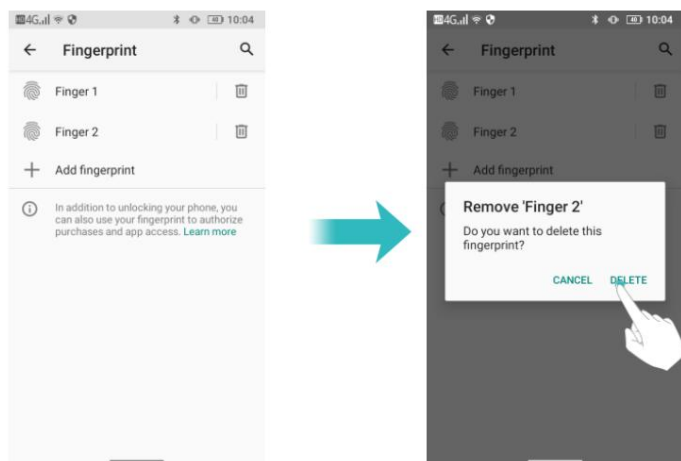 4G 10:04
Fingerprint
Finger 1
Finger 2
Add fingerprint
In addition to unlocking your phone, you
can also use your fingerprint to authorize
purchases and app access. Learn more
4G 10:04
Fingerprint
Finger 1
Finger 2
Add fingerprint
Remove 'Finger 2'
Do you want to delete this
fingerprint?
CANCEL DELETE